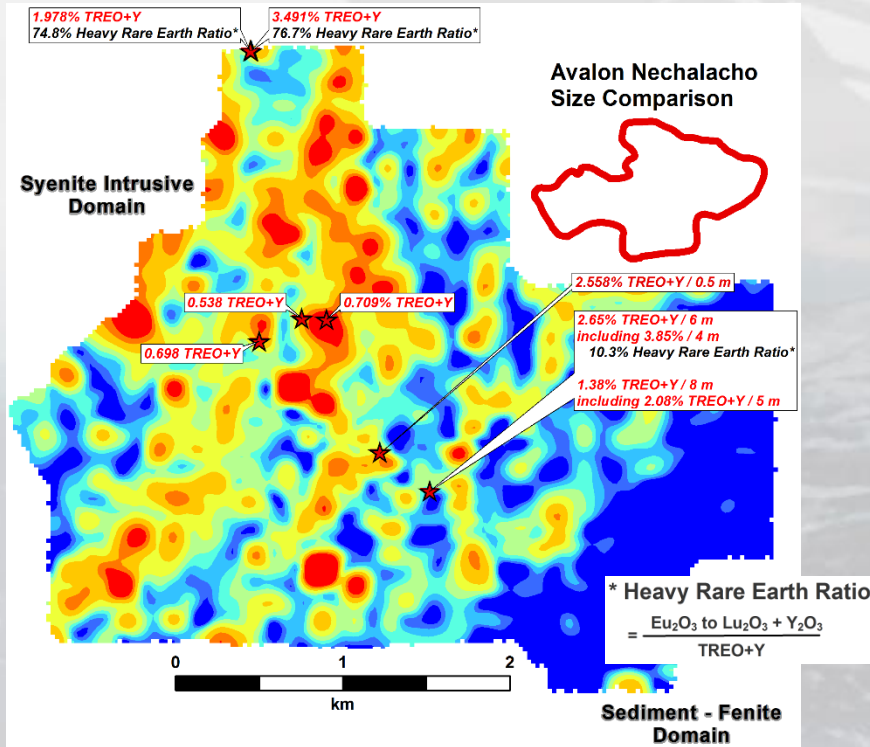 1.978% TREO+Y
74.8% Heavy Rare Earth Ratio*
3.491% TREO+Y
76.7% Heavy Rare Earth Ratio*
Avalon Nechalacho
Size Comparison
Syenite Intrusive
Domain
2.558% TREO+Y / 0.5 m
0.538 TREO+Y
0.709% TREO+Y
0.698 TREO+Y
2.65% TREO+Y / 6 m
including 3.85% / 4 m
10.3% Heavy Rare Earth Ratio*
1.38% TREO+Y / 8 m
including 2.08% TREO+Y / 5 m
* Heavy Rare Earth Ratio
= Eu₂O₃ to Lu₂O₃ + Y₂O₃
TREO+Y
0 1 2
km
Sediment - Fenite
Domain